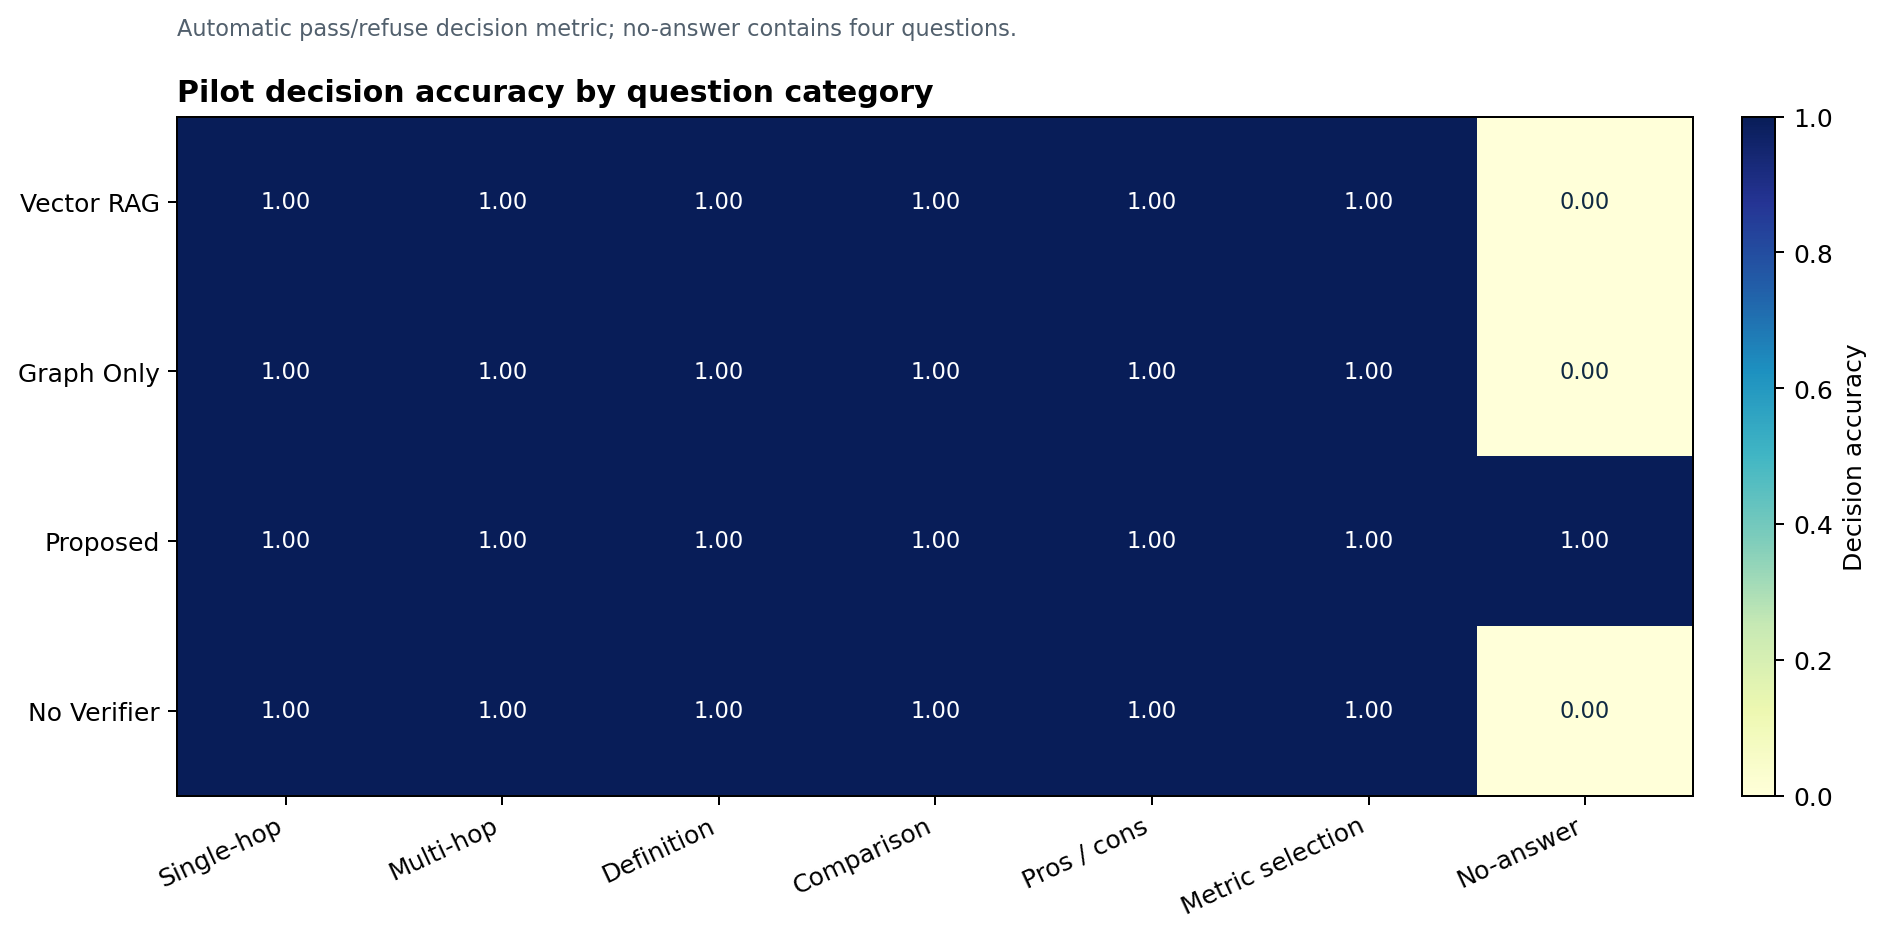 Automatic pass/refuse decision metric; no-answer contains four questions.
Pilot decision accuracy by question category
Vector RAG 1.00 1.00 1.00 1.00 1.00 1.00 0.00
Graph Only 1.00 1.00 1.00 1.00 1.00 1.00 0.00
Proposed 1.00 1.00 1.00 1.00 1.00 1.00 1.00
No Verifier 1.00 1.00 1.00 1.00 1.00 1.00 0.00
Single-hop
Multi-hop
Definition
Comparison
Pros / cons
Metric selection
No-answer
1.0
0.8
0.6
0.4
0.2
0.0
Decision accuracy